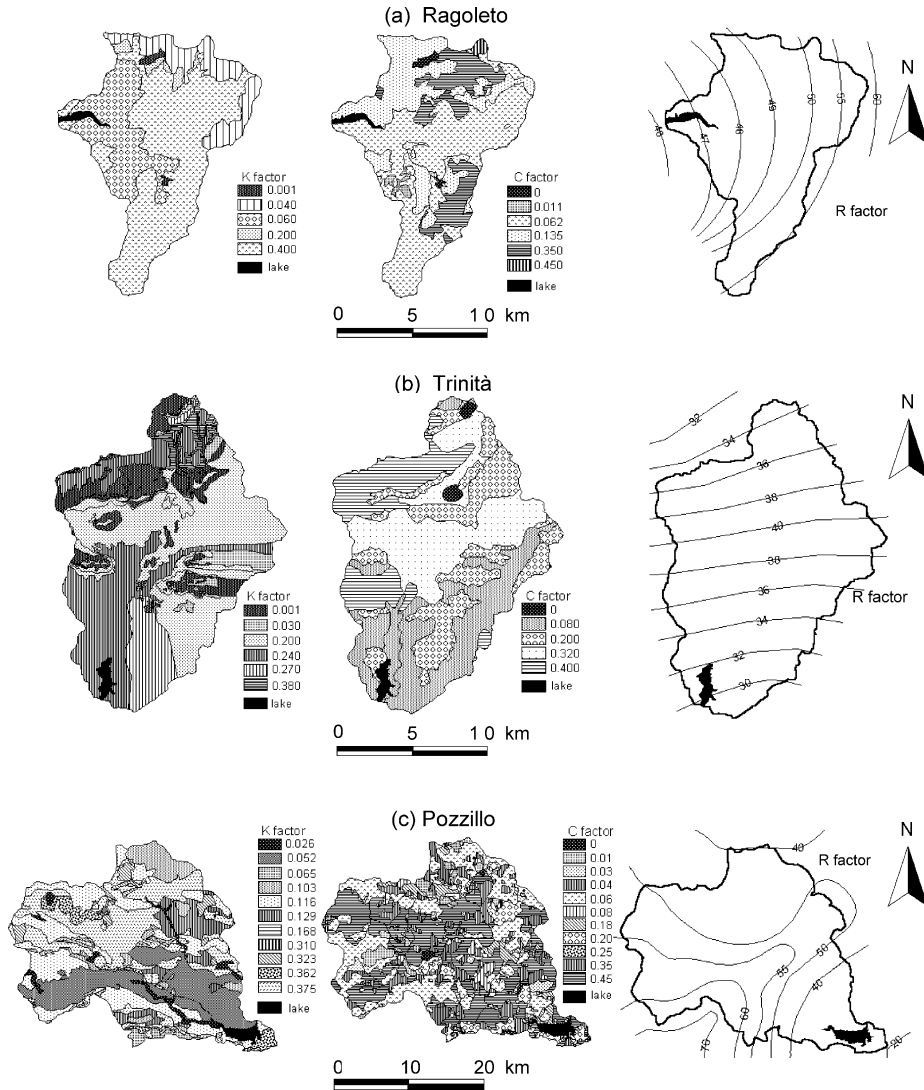 (a) Ragoleto
K factor
0.001
0.040
0.060
0.200
0.400
lake
C factor
0
0.011
0.062
0.135
0.350
0.450
lake
46
47
48
49
50
55
60
R factor
N
0 5 10 km
(b) Trinità
K factor
0.001
0.030
0.200
0.240
0.270
0.380
lake
C factor
0
0.080
0.200
0.320
0.400
lake
32
34
36
38
40
38
36
34
32
30
R factor
N
0 5 10 km
(c) Pozzillo
K factor
0.026
0.052
0.065
0.103
0.116
0.129
0.168
0.310
0.323
0.362
0.375
lake
C factor
0
0.01
0.03
0.04
0.06
0.08
0.18
0.20
0.25
0.35
0.45
lake
40
R factor
50
55
60
40
70
20
N
0 10 20 km